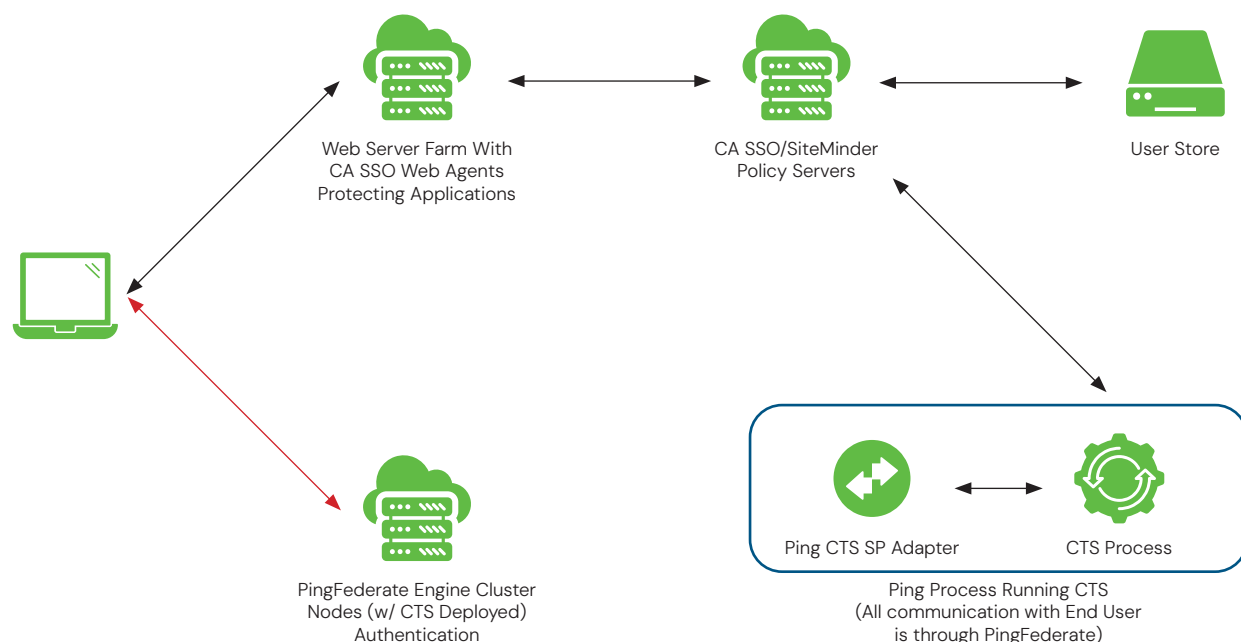 Web Server Farm With
CA SSO Web Agents
Protecting Applications
CA SSO/SiteMinder
Policy Servers
User Store
PingFederate Engine Cluster
Nodes (w/ CTS Deployed)
Authentication
Ping CTS SP Adapter
CTS Process
Ping Process Running CTS
(All communication with End User
is through PingFederate)